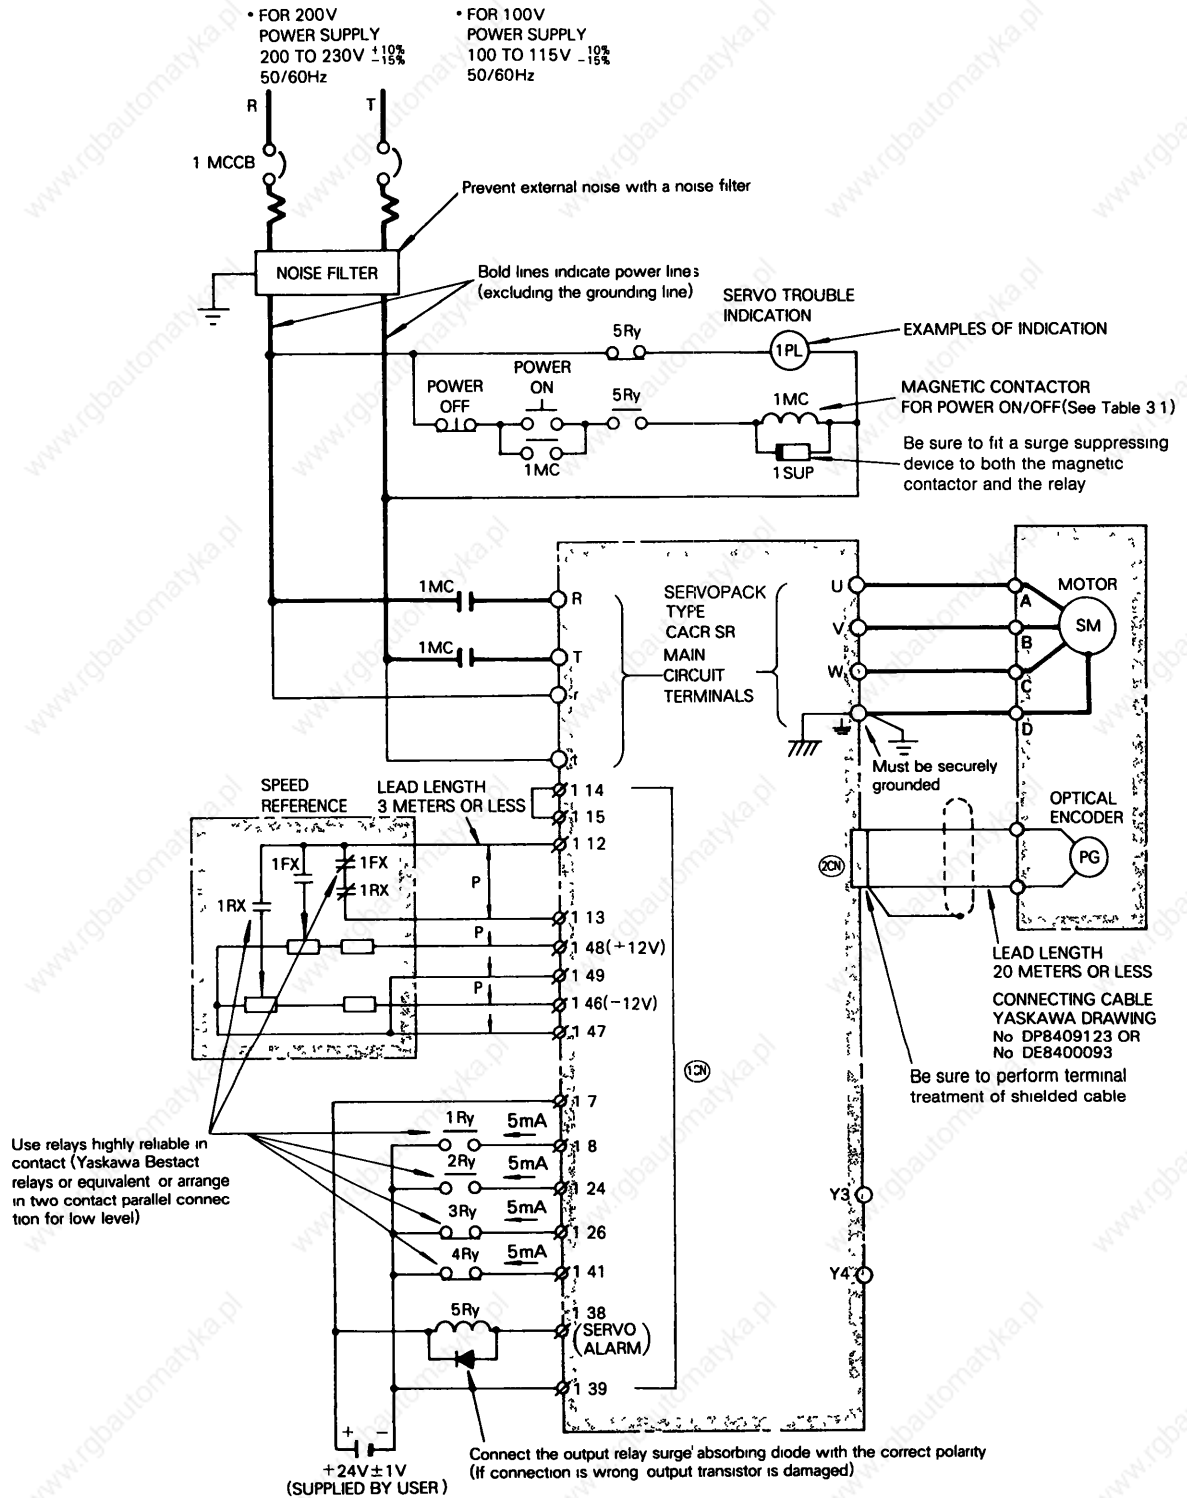 • FOR 200V
POWER SUPPLY
200 TO 230V +10% -15%
50/60Hz
• FOR 100V
POWER SUPPLY
100 TO 115V 10% -15%
50/60Hz
R
T
1 MCCB
Prevent external noise with a noise filter
NOISE FILTER
Bold lines indicate power lines
(excluding the grounding line)
SERVO TROUBLE
INDICATION
5Ry
1PL
EXAMPLES OF INDICATION
POWER
OFF
POWER
ON
1MC
5Ry
1MC
1SUP
MAGNETIC CONTACTOR
FOR POWER ON/OFF(See Table 3 1)
Be sure to fit a surge suppressing
device to both the magnetic
contactor and the relay
1MC
R
1MC
T
r
t
SERVOPACK
TYPE
CACR SR
MAIN
CIRCUIT
TERMINALS
U
V
W
A
B
C
D
MOTOR
SM
Must be securely
grounded
SPEED
REFERENCE
LEAD LENGTH
3 METERS OR LESS
1 14
1 15
1 12
1FX
1FX
1RX
1RX
P
1 13
P
1 48(+12V)
1 49
P
1 46(−12V)
1 47
1CN
2CN
OPTICAL
ENCODER
PG
LEAD LENGTH
20 METERS OR LESS
CONNECTING CABLE
YASKAWA DRAWING
No DP8409123 OR
No DE8400093
Be sure to perform terminal
treatment of shielded cable
Use relays highly reliable in
contact (Yaskawa Bestact
relays or equivalent or arrange
in two contact parallel connec
tion for low level)
1 7
1Ry
5mA
1 8
2Ry
5mA
1 24
3Ry
5mA
1 26
4Ry
5mA
1 41
Y3
Y4
5Ry
1 38
(SERVO
ALARM)
1 39
+ −
+24V±1V
(SUPPLIED BY USER)
Connect the output relay surge absorbing diode with the correct polarity
(If connection is wrong output transistor is damaged)
www.rgbautomatyka.pl